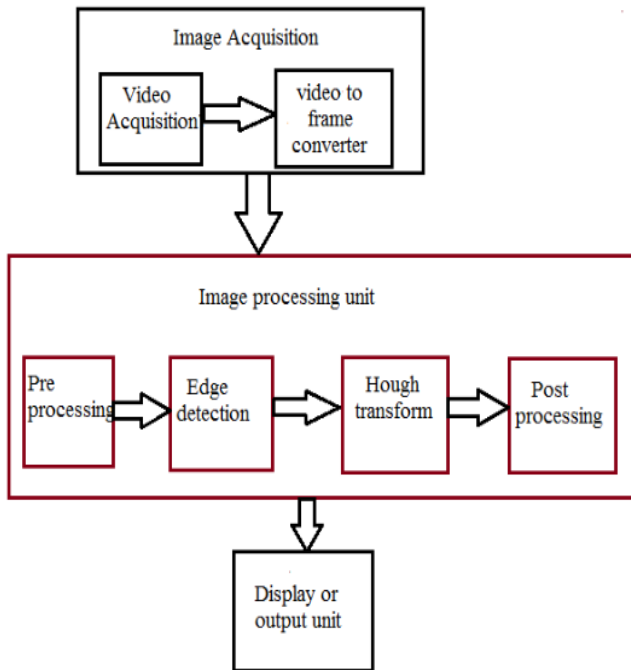 Image Acquisition
Video
Acquisition
video to
frame
converter
Image processing unit
Pre
processing
Edge
detection
Hough
transform
Post
processing
Display or
output unit